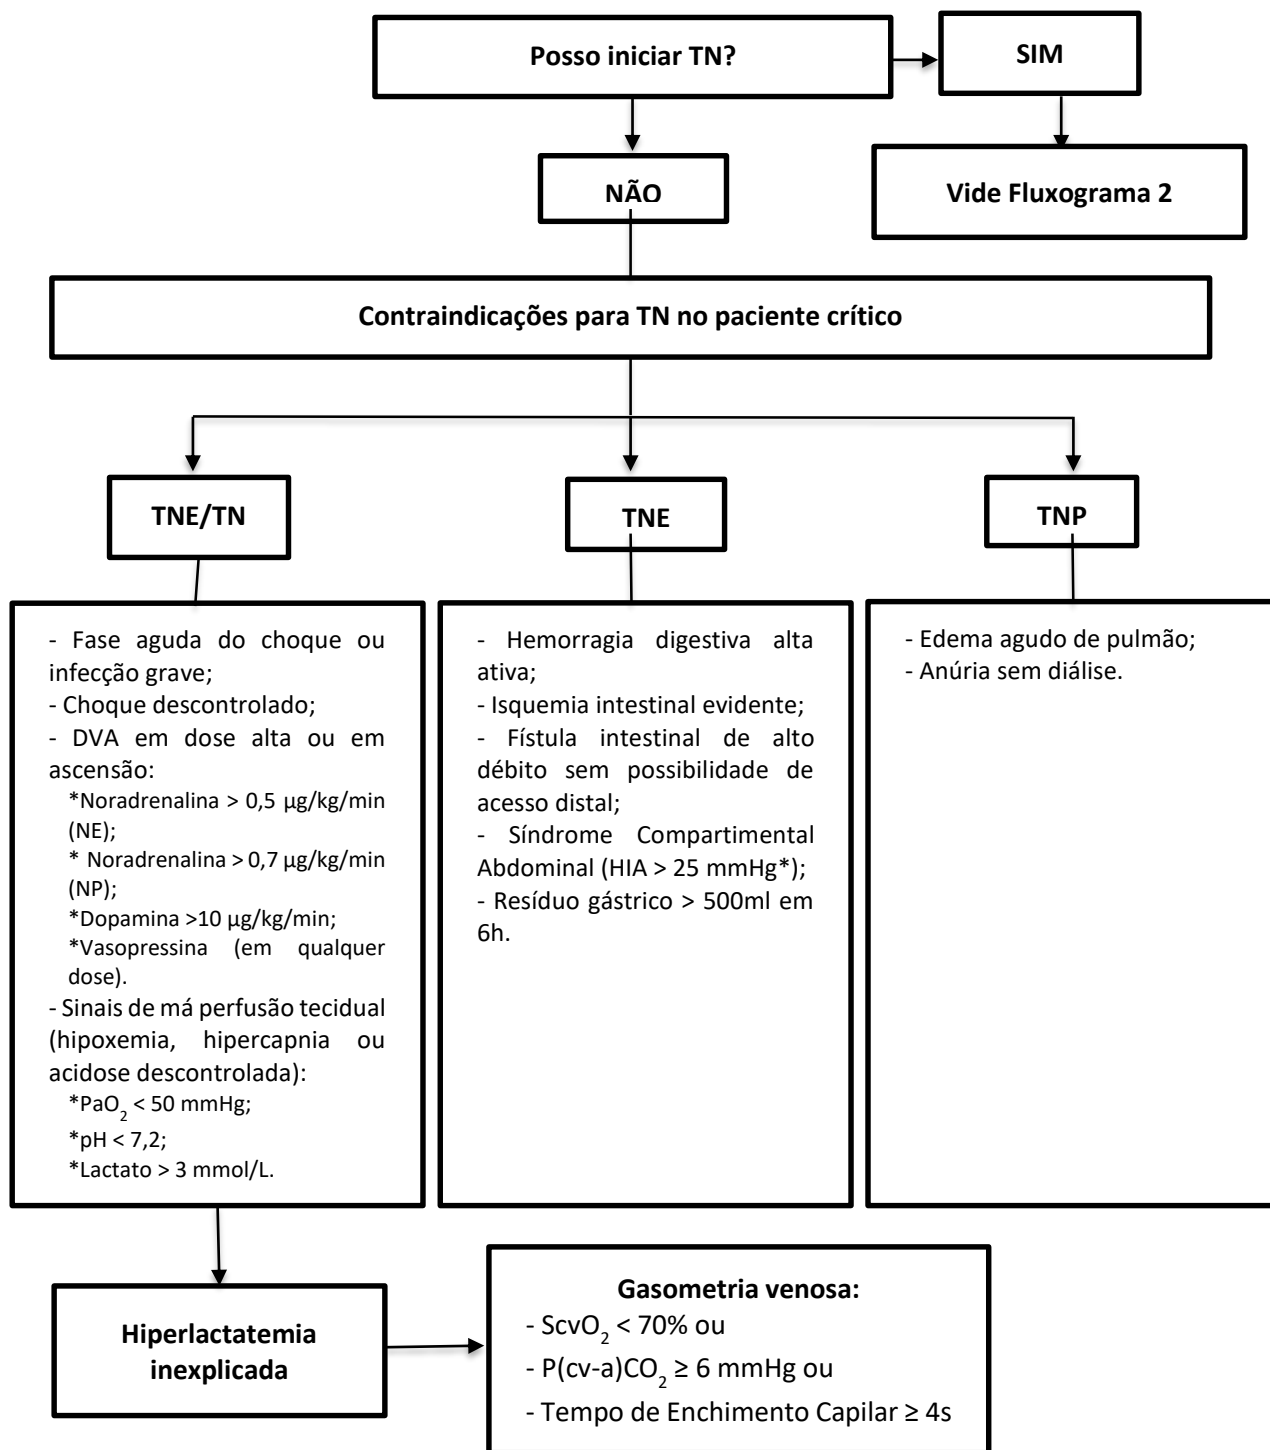 Posso iniciar TN?
SIM
NÃO
Vide Fluxograma 2
Contraindicações para TN no paciente crítico
TNE/TN
TNE
TNP
- Fase aguda do choque ou
infecção grave;
- Choque descontrolado;
- DVA em dose alta ou em
ascensão:
*Noradrenalina > 0,5 µg/kg/min
(NE);
* Noradrenalina > 0,7 µg/kg/min
(NP);
*Dopamina >10 µg/kg/min;
*Vasopressina (em qualquer
dose).
- Sinais de má perfusão tecidual
(hipoxemia, hipercapnia ou
acidose descontrolada):
*PaO₂ < 50 mmHg;
*pH < 7,2;
*Lactato > 3 mmol/L.
- Hemorragia digestiva alta
ativa;
- Isquemia intestinal evidente;
- Fístula intestinal de alto
débito sem possibilidade de
acesso distal;
- Síndrome Compartimental
Abdominal (HIA > 25 mmHg*);
- Resíduo gástrico > 500ml em
6h.
- Edema agudo de pulmão;
- Anúria sem diálise.
Hiperlactatemia
inexplicada
Gasometria venosa:
- ScvO₂ < 70% ou
- P(cv-a)CO₂ ≥ 6 mmHg ou
- Tempo de Enchimento Capilar ≥ 4s